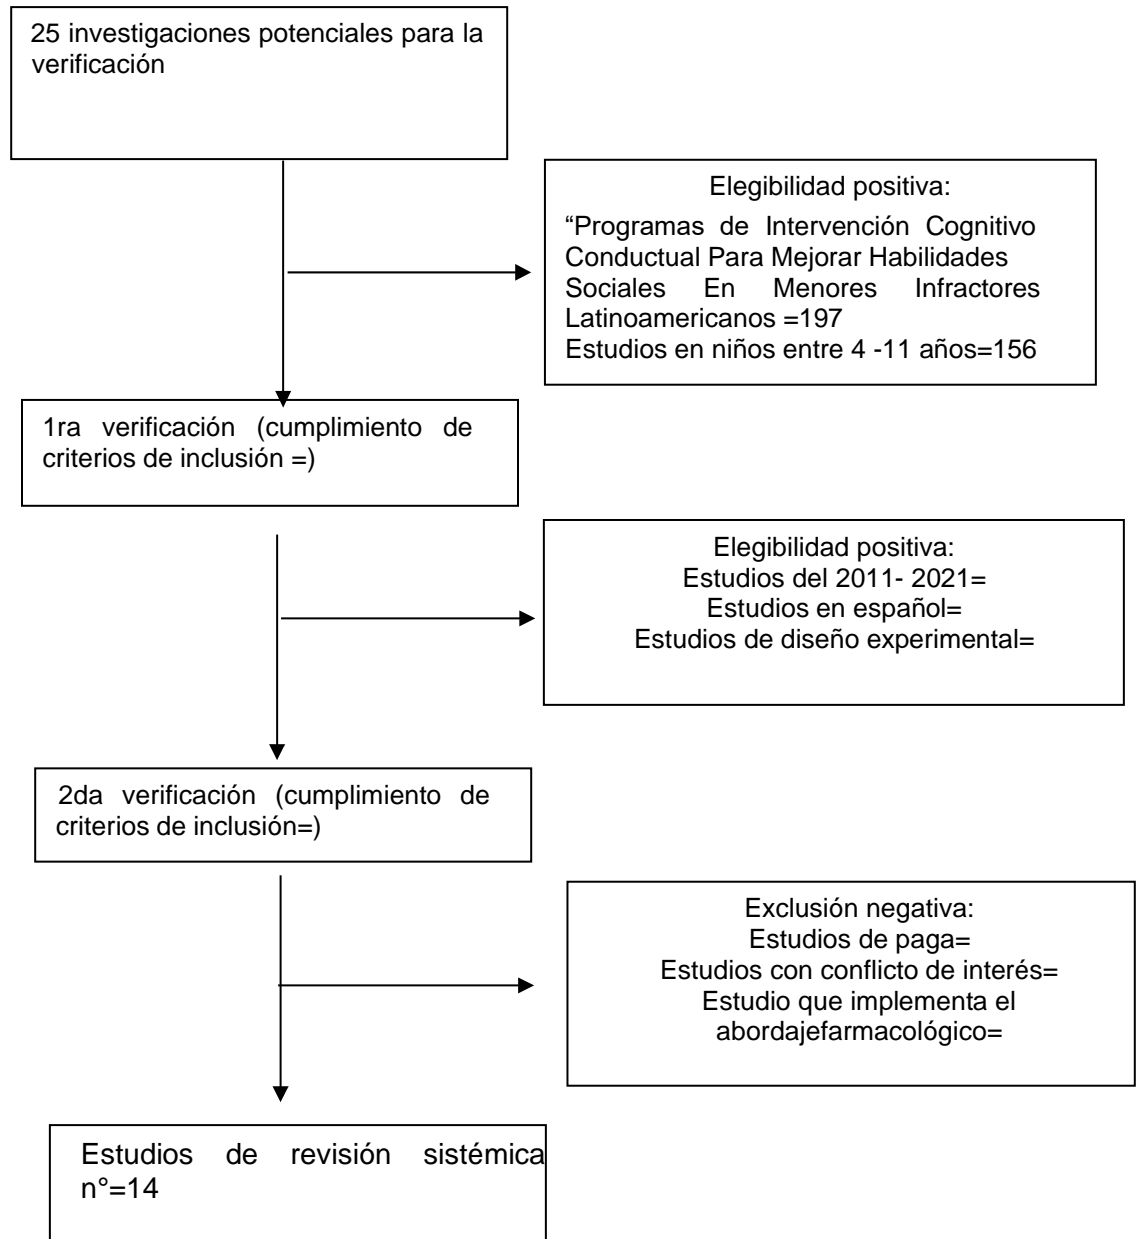 25 investigaciones potenciales para la
verificación
Elegibilidad positiva:
“Programas de Intervención Cognitivo
Conductual Para Mejorar Habilidades
Sociales En Menores Infractores
Latinoamericanos =197
Estudios en niños entre 4 -11 años=156
1ra verificación (cumplimiento de
criterios de inclusión =)
Elegibilidad positiva:
Estudios del 2011- 2021=
Estudios en español=
Estudios de diseño experimental=
2da verificación (cumplimiento de
criterios de inclusión=)
Exclusión negativa:
Estudios de paga=
Estudios con conflicto de interés=
Estudio que implementa el
abordajefarmacológico=
Estudios de revisión sistémica
n°=14